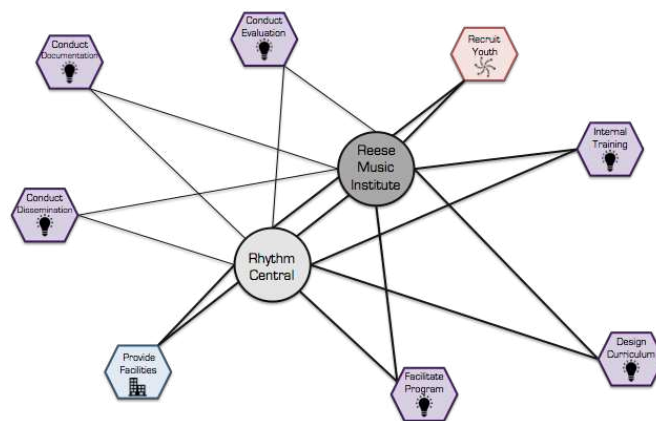 Conduct
Documentation
Conduct
Evaluation
Recruit
Youth
Internal
Training
Reese
Music
Institute
Conduct
Dissemination
Rhythm
Central
Provide
Facilities
Facilitate
Program
Design
Curriculum